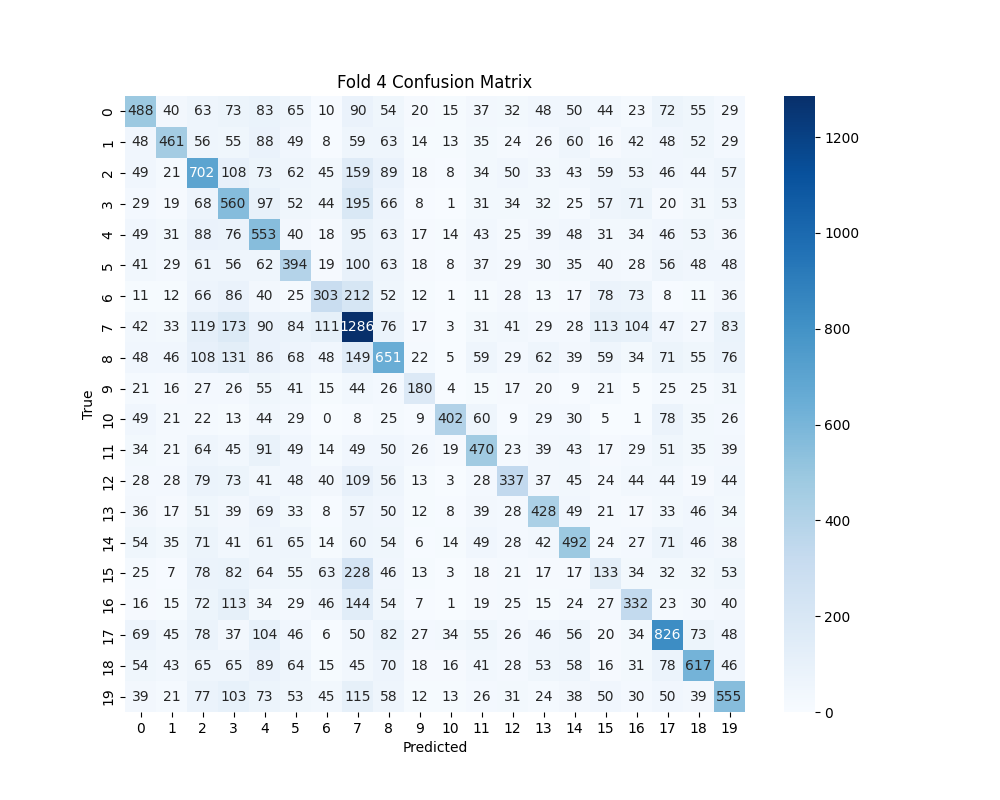 Fold 4 Confusion Matrix
0 488 40 63 73 83 65 10 90 54 20 15 37 32 48 50 44 23 72 55 29
1 48 461 56 55 88 49 8 59 63 14 13 35 24 26 60 16 42 48 52 29
2 49 21 702 108 73 62 45 159 89 18 8 34 50 33 43 59 53 46 44 57
3 29 19 68 560 97 52 44 195 66 8 1 31 34 32 25 57 71 20 31 53
4 49 31 88 76 553 40 18 95 63 17 14 43 25 39 48 31 34 46 53 36
5 41 29 61 56 62 394 19 100 63 18 8 37 29 30 35 40 28 56 48 48
6 11 12 66 86 40 25 303 212 52 12 1 11 28 13 17 78 73 8 11 36
7 42 33 119 173 90 84 111 1286 76 17 3 31 41 29 28 113 104 47 27 83
8 48 46 108 131 86 68 48 149 651 22 5 59 29 62 39 59 34 71 55 76
9 21 16 27 26 55 41 15 44 26 180 4 15 17 20 9 21 5 25 25 31
10 49 21 22 13 44 29 0 8 25 9 402 60 9 29 30 5 1 78 35 26
11 34 21 64 45 91 49 14 49 50 26 19 470 23 39 43 17 29 51 35 39
12 28 28 79 73 41 48 40 109 56 13 3 28 337 37 45 24 44 44 19 44
13 36 17 51 39 69 33 8 57 50 12 8 39 28 428 49 21 17 33 46 34
14 54 35 71 41 61 65 14 60 54 6 14 49 28 42 492 24 27 71 46 38
15 25 7 78 82 64 55 63 228 46 13 3 18 21 17 17 133 34 32 32 53
16 16 15 72 113 34 29 46 144 54 7 1 19 25 15 24 27 332 23 30 40
17 69 45 78 37 104 46 6 50 82 27 34 55 26 46 56 20 34 826 73 48
18 54 43 65 65 89 64 15 45 70 18 16 41 28 53 58 16 31 78 617 46
19 39 21 77 103 73 53 45 115 58 12 13 26 31 24 38 50 30 50 39 555
0 1 2 3 4 5 6 7 8 9 10 11 12 13 14 15 16 17 18 19
Predicted
True
1200
1000
800
600
400
200
0